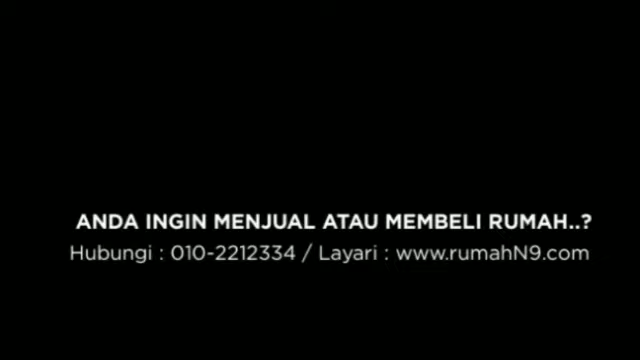 ANDA INGIN MENJUAL ATAU MEMBELI RUMAH..?
Hubungi : 010-2212334 / Layari : www.rumahN9.com